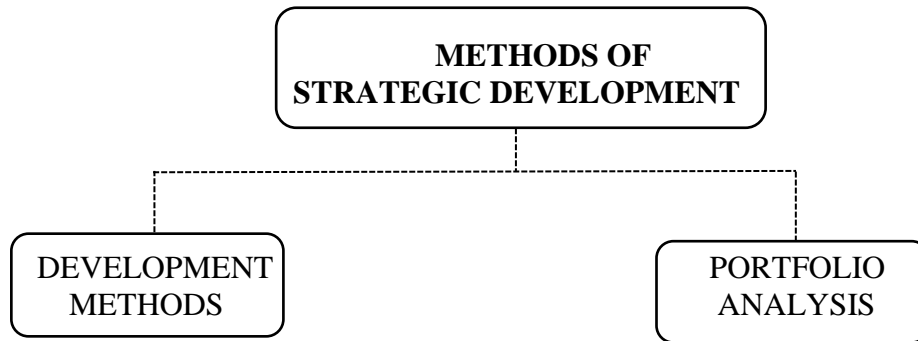 METHODS OF
STRATEGIC DEVELOPMENT
DEVELOPMENT
METHODS
PORTFOLIO
ANALYSIS